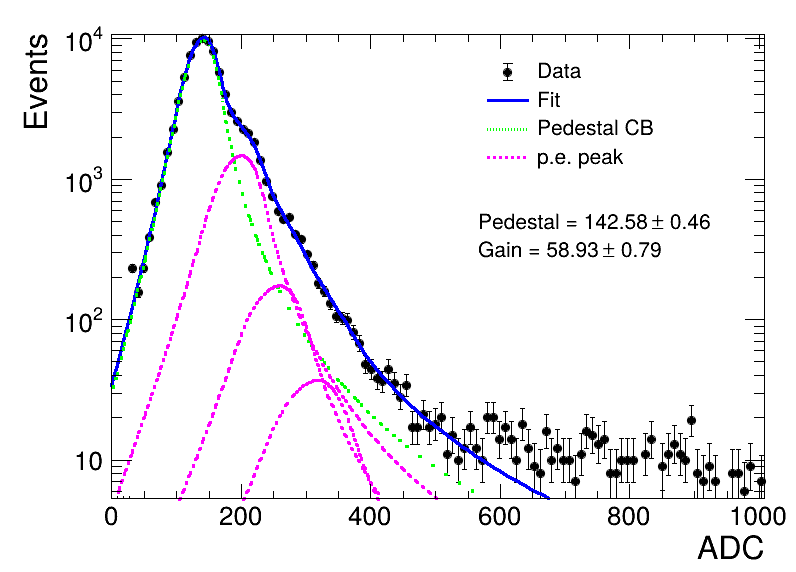 Events
10⁴
10³
10²
10
Data
Fit
Pedestal CB
p.e. peak
Pedestal = 142.58 ± 0.46
Gain = 58.93 ± 0.79
0 200 400 600 800 1000
ADC